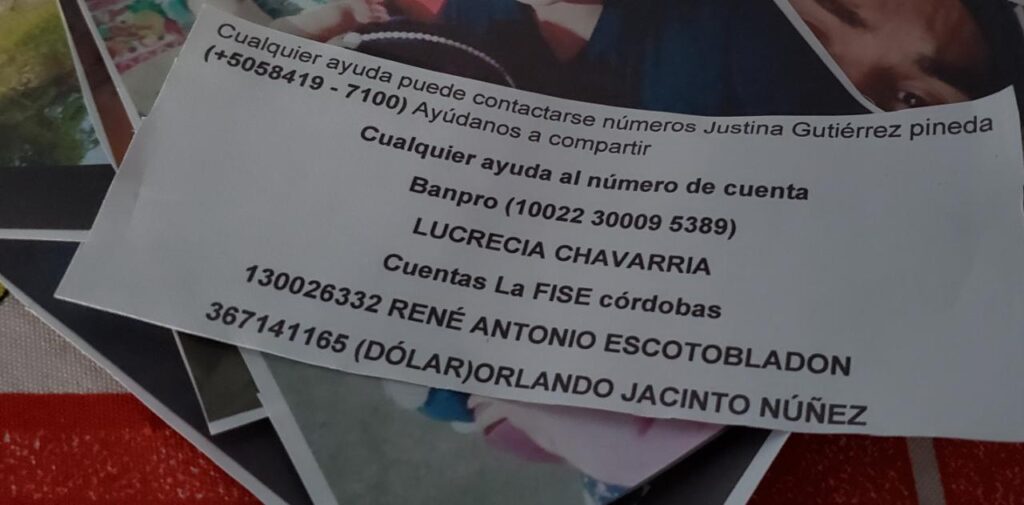 Cualquier ayuda puede contactarse números Justina Gutiérrez pineda
(+5058419 - 7100) Ayúdanos a compartir
Cualquier ayuda al número de cuenta
Banpro (10022 30009 5389)
LUCRECIA CHAVARRIA
Cuentas La FISE córdobas
130026332 RENÉ ANTONIO ESCOTOBLADON
367141165 (DÓLAR)ORLANDO JACINTO NÚÑEZ